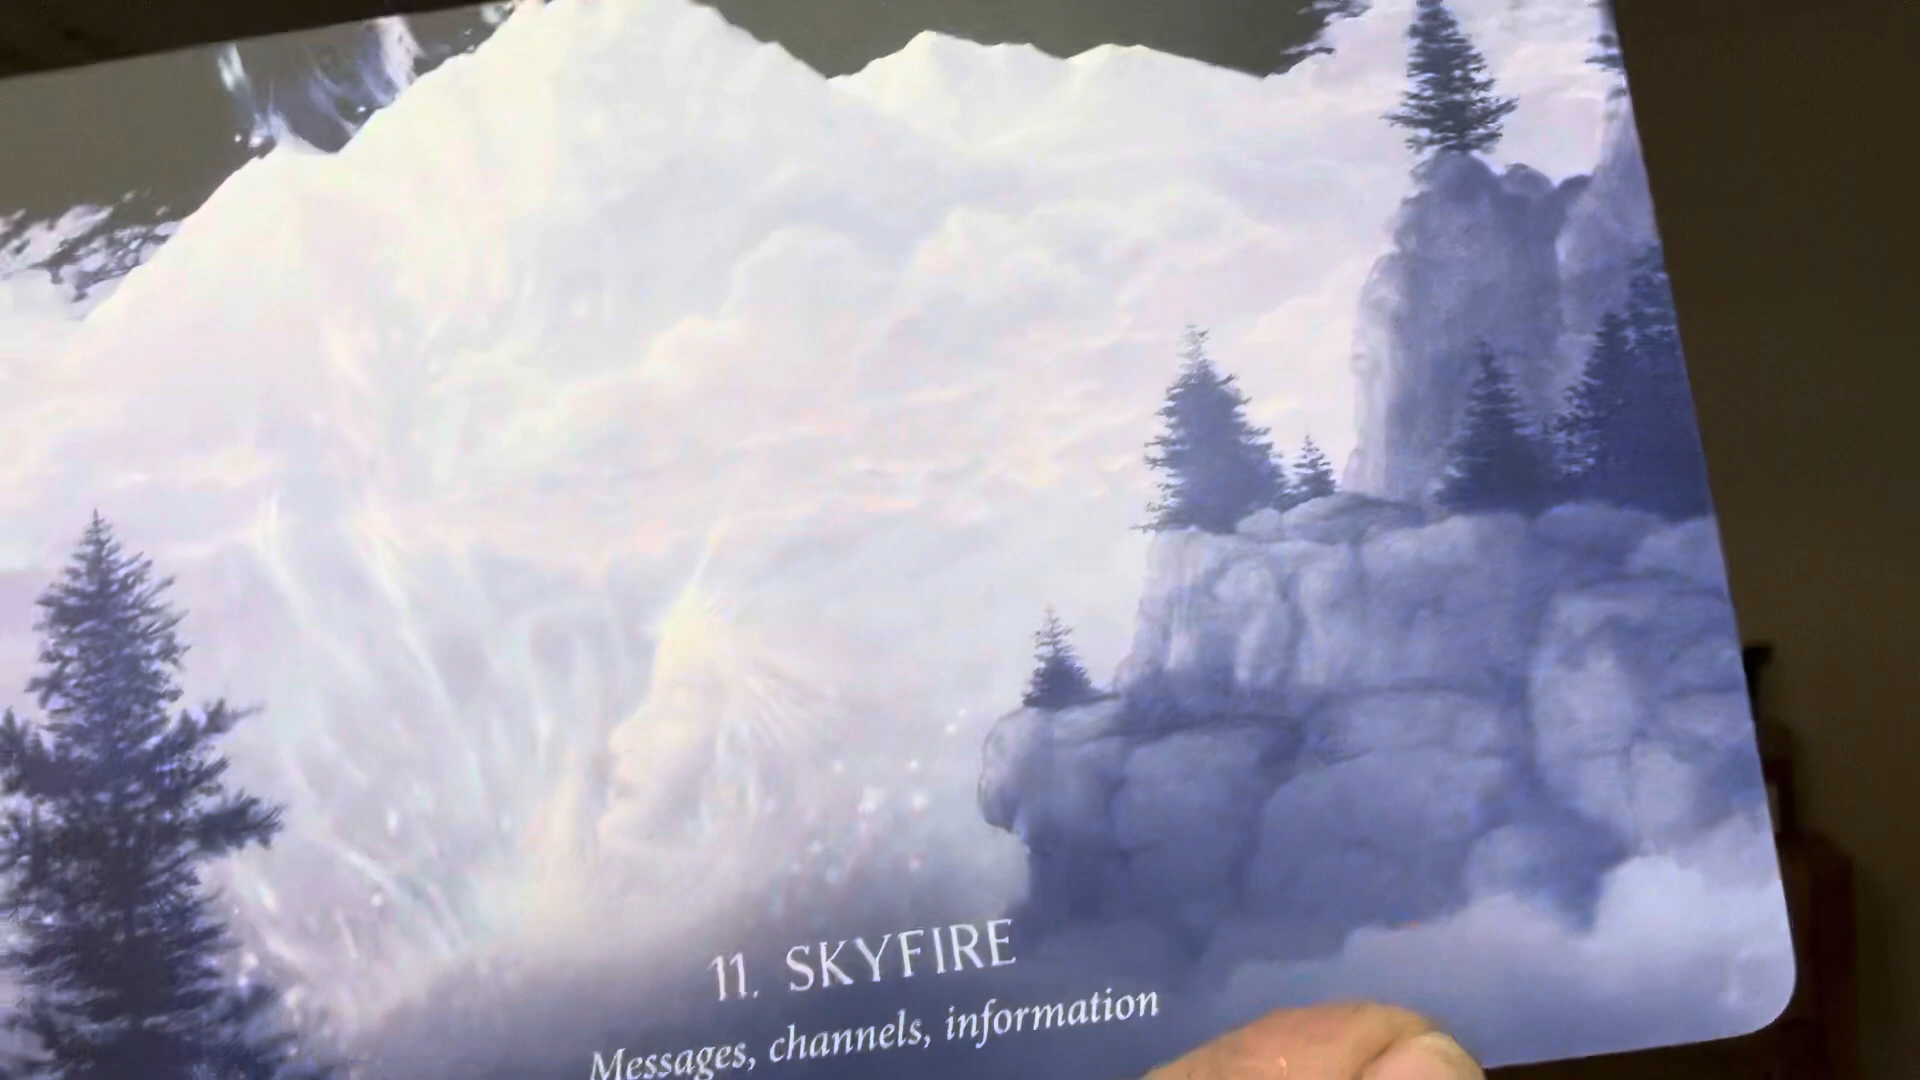 11. SKYFIRE
Messages, channels, information